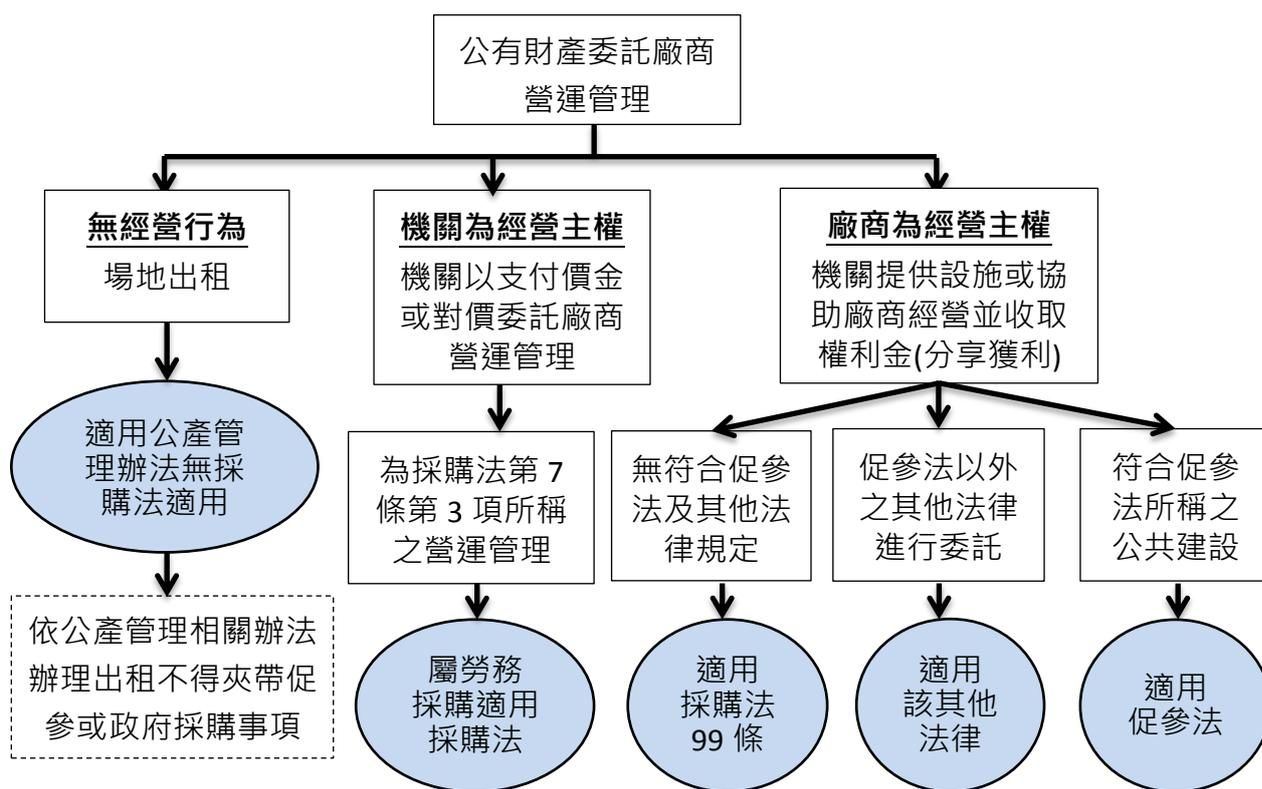 公有財產委託廠商
營運管理
無經營行為
場地出租
機關為經營主權
機關以支付價金
或對價委託廠商
營運管理
廠商為經營主權
機關提供設施或協
助廠商經營並收取
權利金(分享獲利)
適用公產管
理辦法無採
購法適用
為採購法第 7
條第 3 項所稱
之營運管理
無符合促參
法及其他法
律規定
促參法以外
之其他法律
進行委託
符合促參
法所稱之
公共建設
依公產管理相關辦法
辦理出租不得夾帶促
參或政府採購事項
屬勞務
採購適用
採購法
適用
採購法
99 條
適用
該其他
法律
適用
促參法